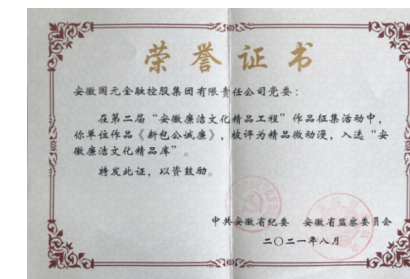 荣誉证书
安徽国元金融控股集团有限责任公司党委：
在第二届“安徽廉洁文化精品工程”作品征集活动中，
你单位作品《新包公诚廉》，被评为精品微动漫，入选“安
徽廉洁文化精品库”。
特发此证，以资鼓励。
中共安徽省纪委 安徽省监察委员会
二〇二一年八月